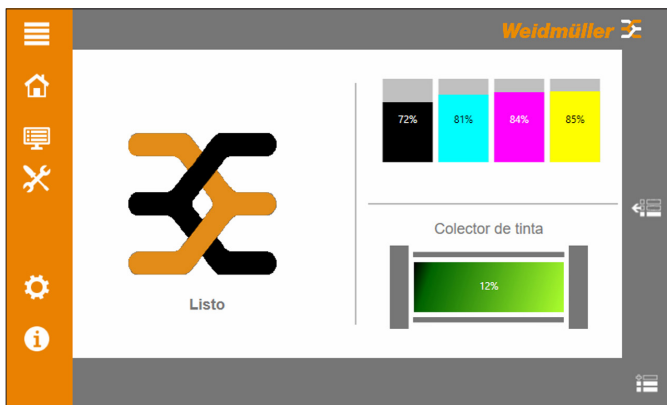 Weidmüller
72%
81%
84%
85%
Colector de tinta
12%
Listo